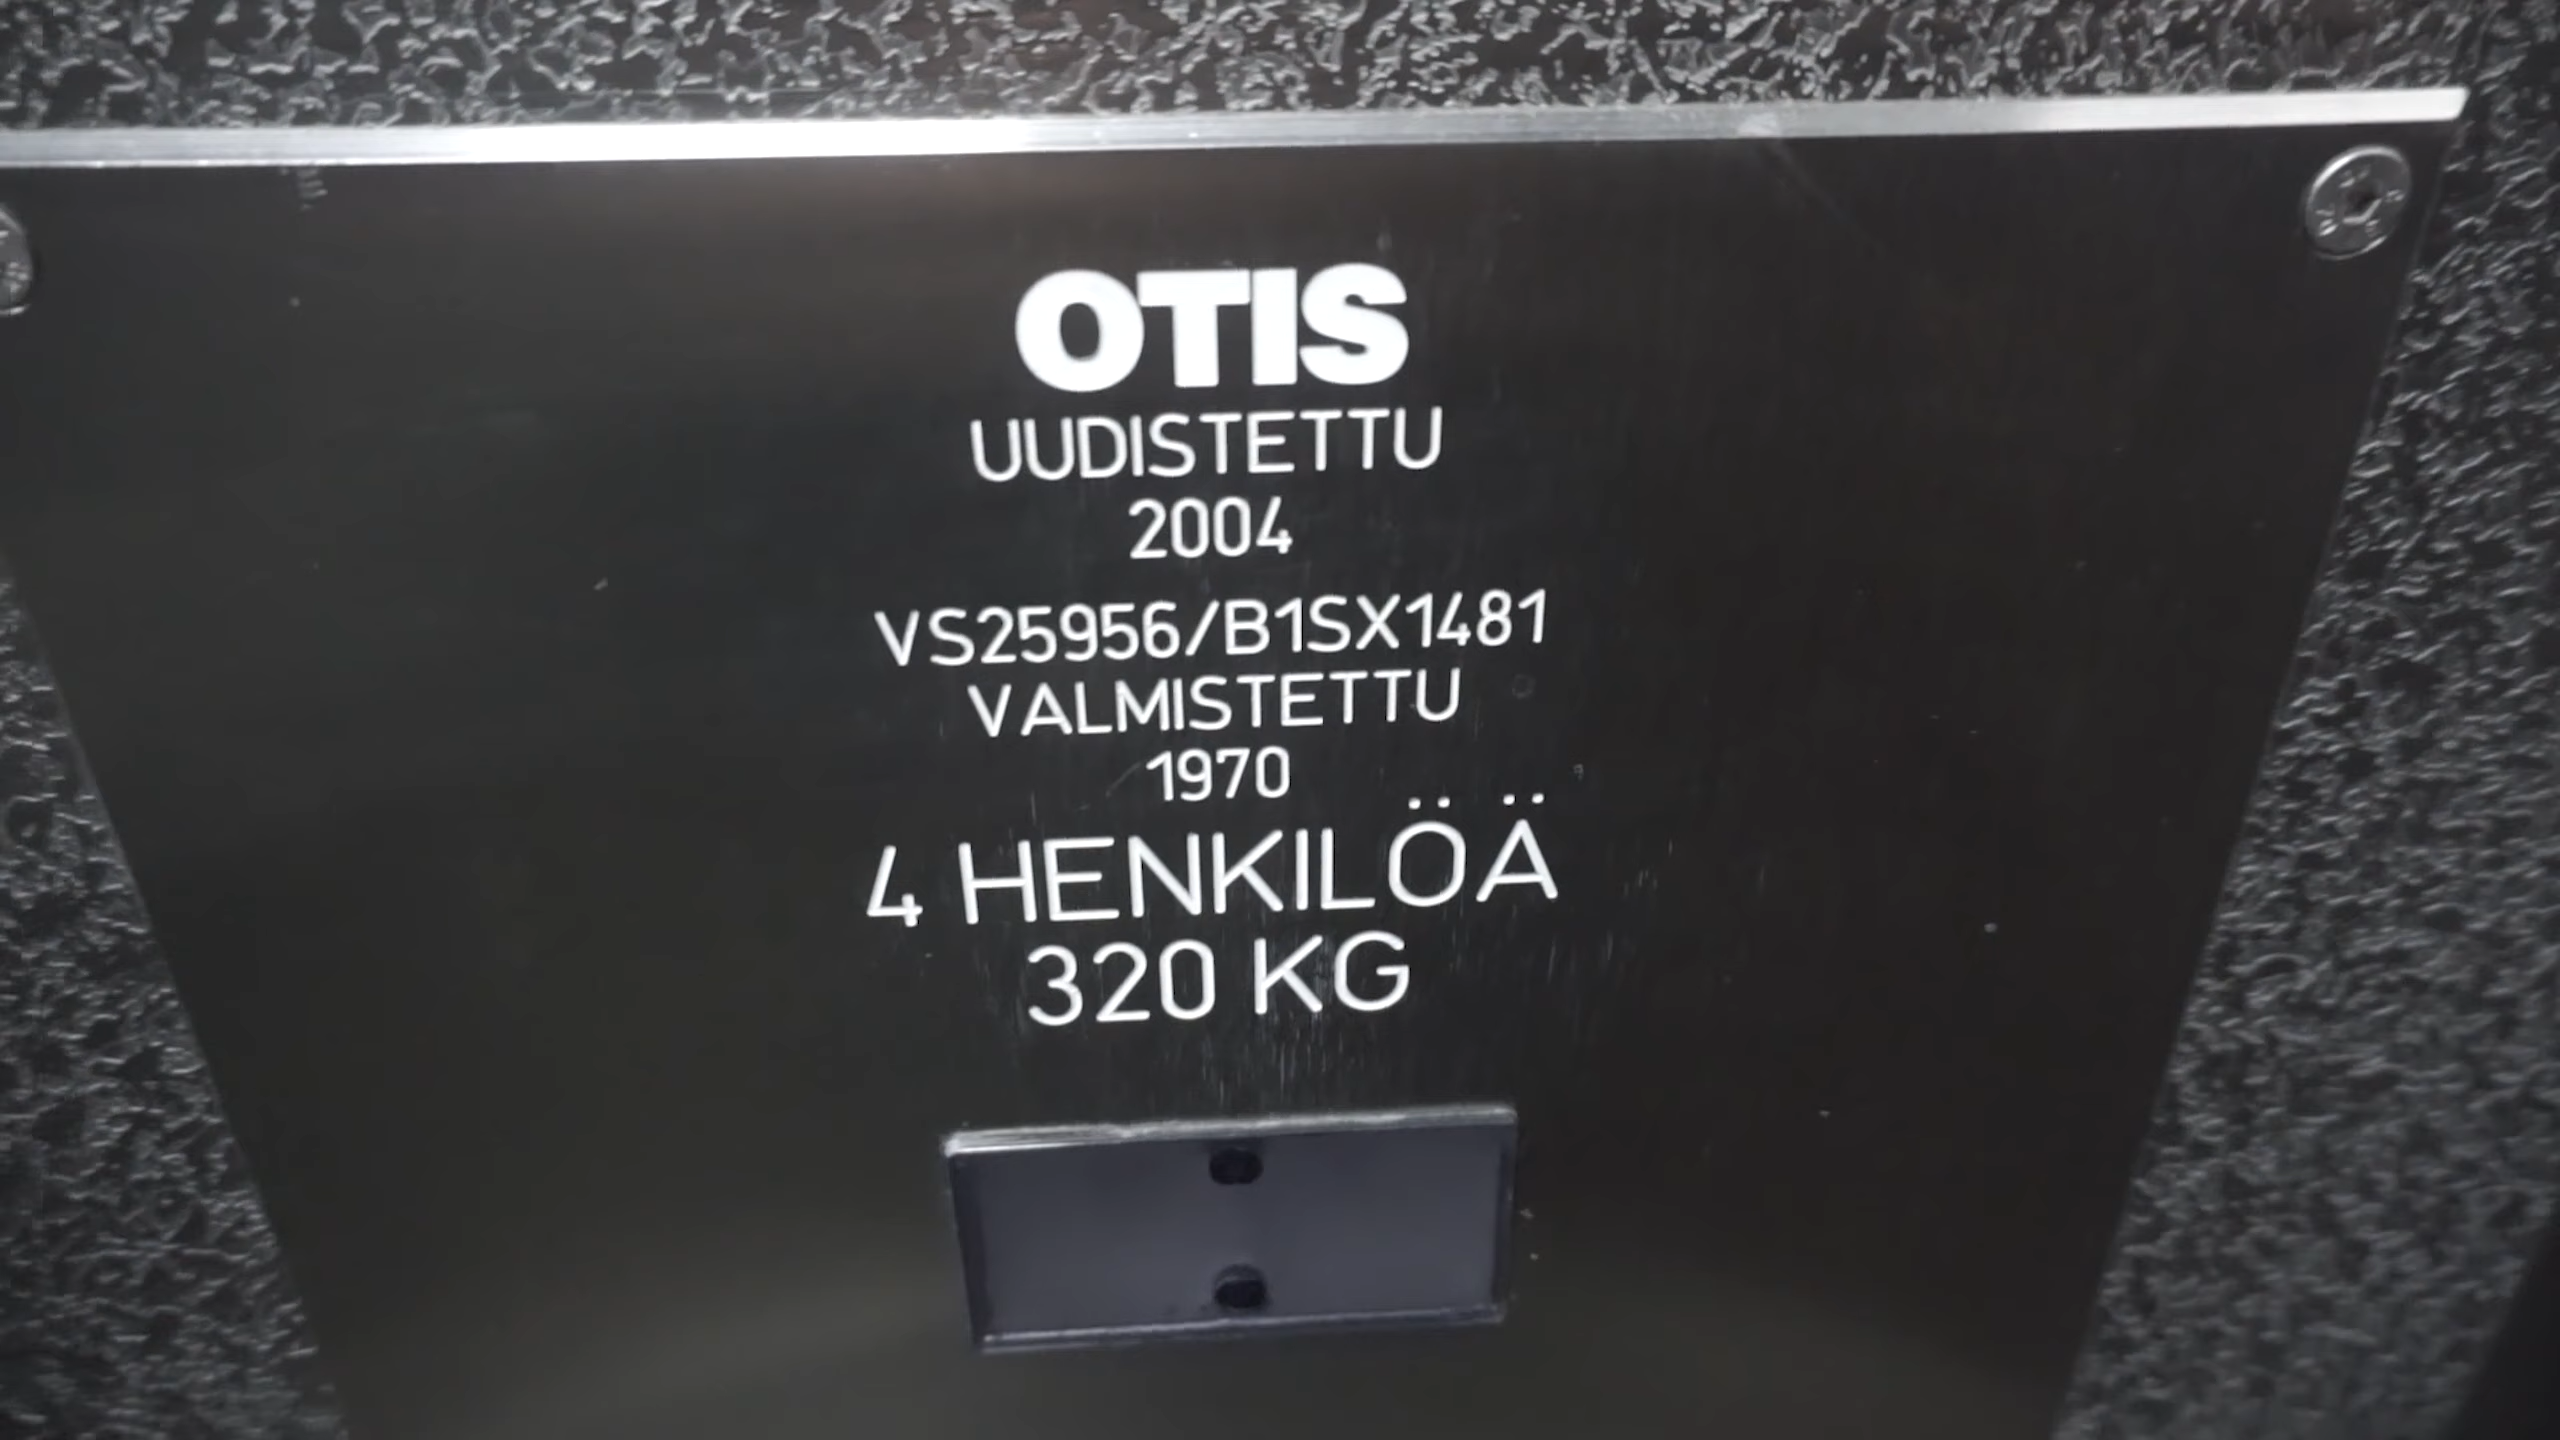 OTIS
UUDISTETTU
2004
VS25956/B1SX1481
VALMISTETTU
1970
4 HENKILÖÄ
320 KG